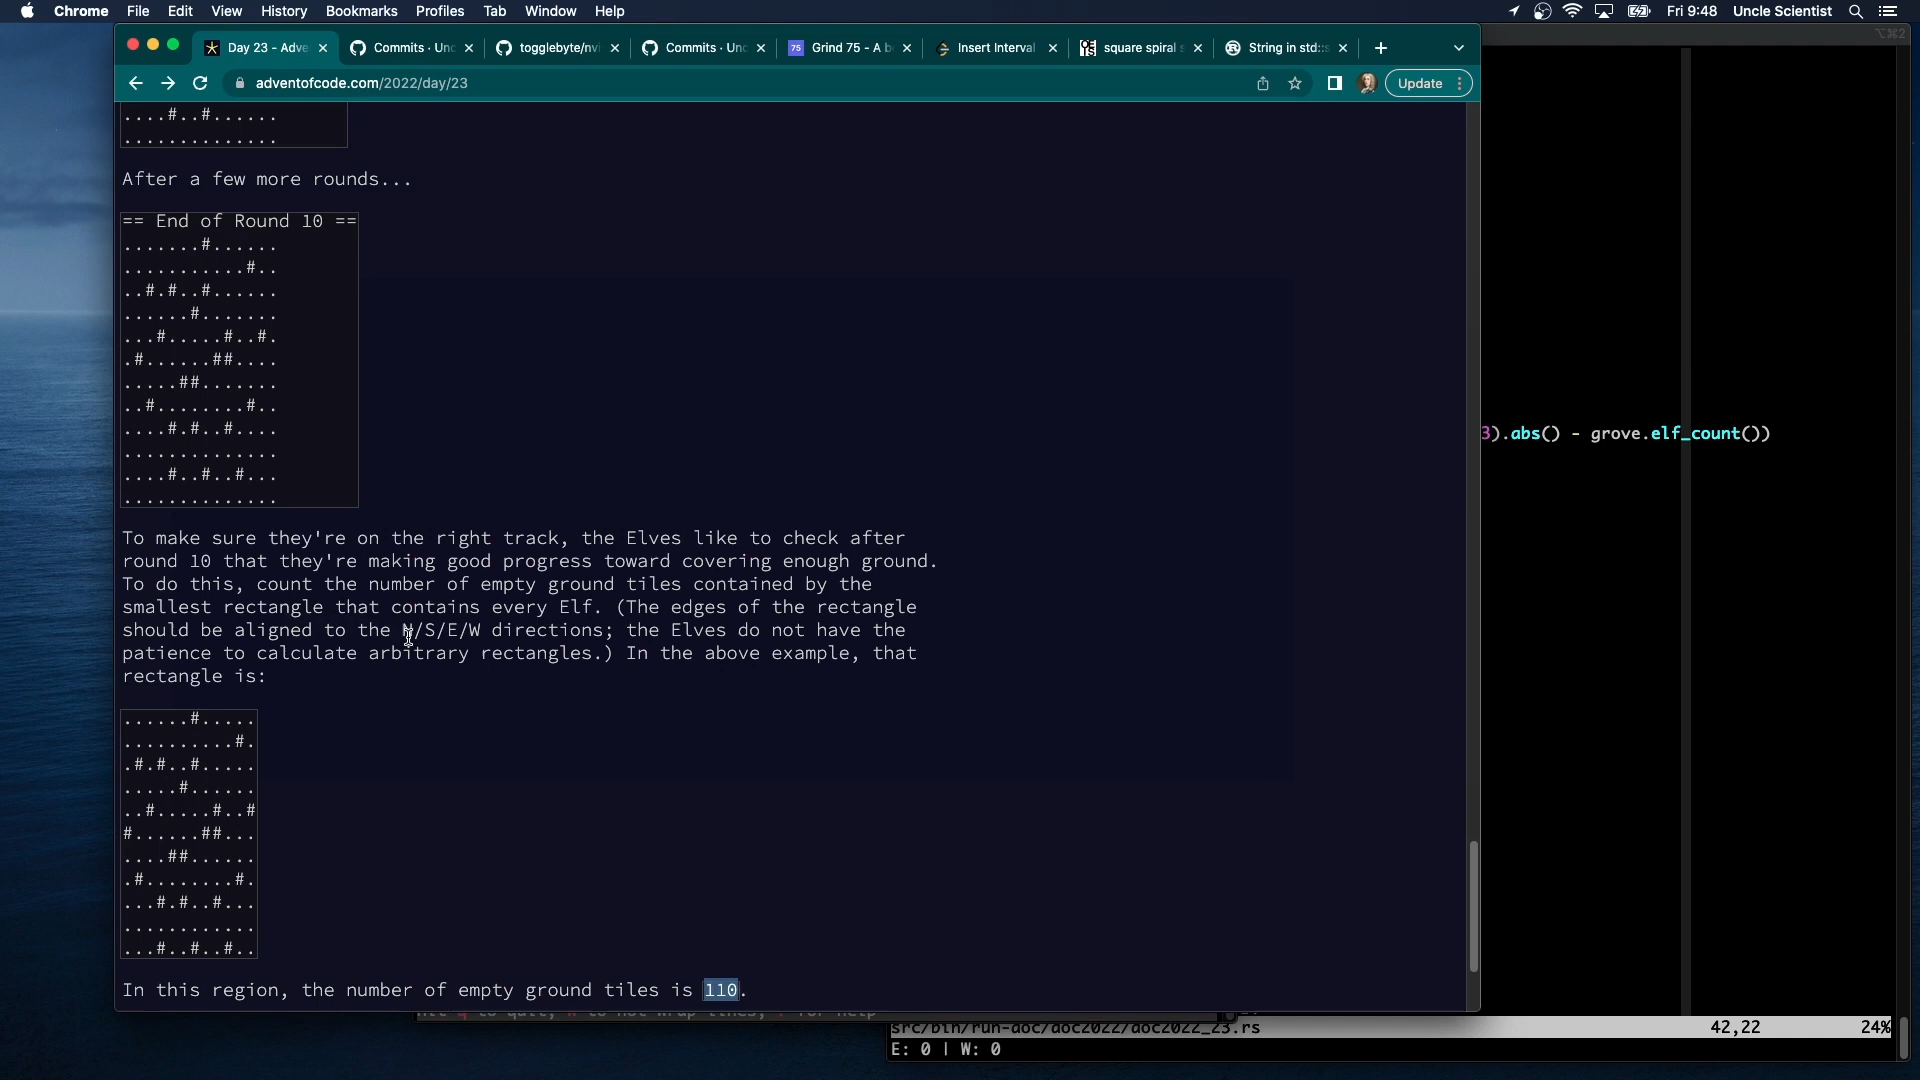 Chrome File Edit View History Bookmarks Profiles Tab Window Help
Fri 9:48 Uncle Scientist
Day 23 - Adve
Commits · Unc
togglebyte/nvi
Commits · Unc
75 Grind 75 - A b
Insert Interval
square spiral s
String in std::s
⌥⌘2
adventofcode.com/2022/day/23
Update
....#..#......
..............
After a few more rounds...
== End of Round 10 ==
.......#......
...........#..
..#.#..#......
......#.......
...#.....#..#.
.#......##....
.....##.......
..#........#..
....#.#..#....
..............
....#..#..#...
..............
3).abs() - grove.elf_count())
To make sure they're on the right track, the Elves like to check after
round 10 that they're making good progress toward covering enough ground.
To do this, count the number of empty ground tiles contained by the
smallest rectangle that contains every Elf. (The edges of the rectangle
should be aligned to the N/S/E/W directions; the Elves do not have the
patience to calculate arbitrary rectangles.) In the above example, that
rectangle is:
......#.....
..........#.
.#.#..#.....
.....#......
..#.....#..#
#......##...
....##......
.#........#.
...#.#..#...
............
...#..#..#..
In this region, the number of empty ground tiles is 110.
src/bin/run-aoc/aoc2022/aoc2022_23.rs 42,22 24%
E: 0 | W: 0